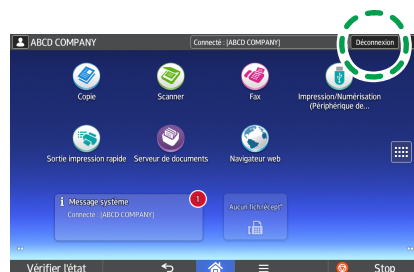 ABCD COMPANY
Connecté : [ABCD COMPANY]
Déconnexion
Copie
Scanner
Fax
Impression/Numérisation
(Périphérique de...
Sortie impression rapide
Serveur de documents
Navigateur web
Message système
1
Connecté : [ABCD COMPANY]
Aucun fich récept°
Vérifier l'état
Stop